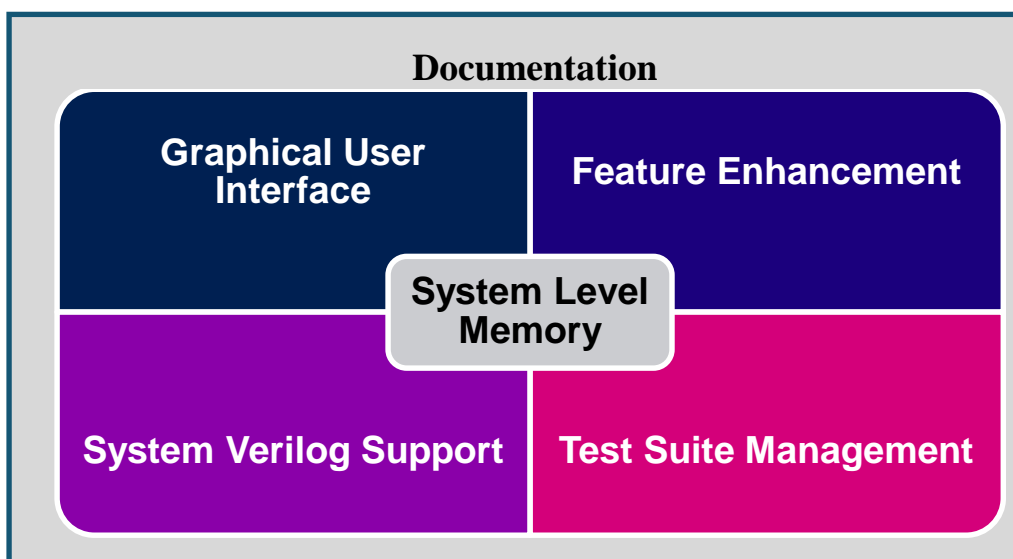 Documentation
Graphical User
Interface
Feature Enhancement
System Level
Memory
System Verilog Support
Test Suite Management